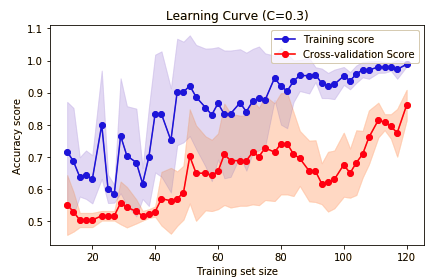 Learning Curve (C=0.3)
Training score
Cross-validation Score
Accuracy score
1.1
1.0
0.9
0.8
0.7
0.6
0.5
20 40 60 80 100 120
Training set size